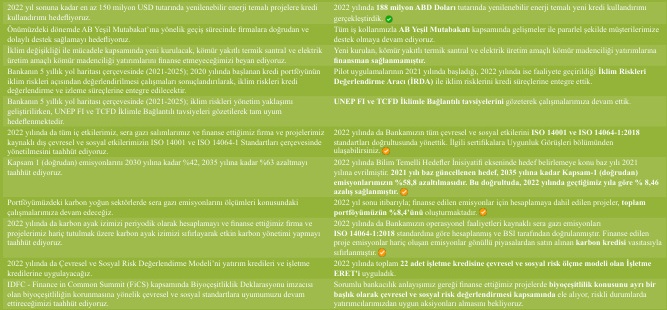 2022 yıl sonuna kadar en az 150 milyon USD tutarında yenilenebilir enerji temalı projelere kredi
kullandırımı hedefliyoruz.
2022 yılında 188 milyon ABD Doları tutarında yenilenebilir enerji temalı yeni kredi kullandırımı
gerçekleştirdik.
Önümüzdeki dönemde AB Yeşil Mutabakat’ına yönelik geçiş sürecinde firmalara doğrudan ve
dolaylı destek sağlamayı hedefliyoruz.
Tüm iç kollarımızla AB Yeşil Mutabakatı kapsamında gelişmeler ile paralel şekilde müşterilerimize
destek olmaya devam ediyoruz.
İklim değişikliği ile mücadele kapsamında yeni kurulacak, kömür yakıtlı termik santral ve elektrik
üretim amaçlı kömür madenciliği yatırımlarını finanse etmeyeceğimizi beyan ediyoruz.
Yeni kurulan, kömür yakıtlı termik santral ve elektrik üretim amaçlı kömür madenciliği yatırımlarına
finansman sağlanmamıştır.
Bankanın 5 yıllık yol haritası çerçevesinde (2021-2025); 2020 yılında başlanan kredi portföyünün
iklim riskleri açısından değerlendirilmesi çalışmaları sonuçlandırılarak, iklim riskleri kredi
değerlendirme ve izleme süreçlerine entegre edilecektir.
Pilot uygulamalarının 2021 yılında başladığı, 2022 yılında ise faaliyete geçirildiği İklim Riskleri
Değerlendirme Aracı (İRDA) ile iklim risklerini kredi süreçlerine entegre ettik.
Bankanın 5 yıllık yol haritası çerçevesinde (2021-2025); iklim riskleri yönetim yaklaşımı
geliştirilirken, UNEP FI ve TCFD İklimle Bağlantılı tavsiyeleri gözetilerek tam uyum
hedeflenmektedir.
UNEP FI ve TCFD İklimle Bağlantılı tavsiyelerini gözeterek çalışmalarımıza devam ettik.
2022 yılında da tüm iç etkilerimiz, sera gazı salımlarımız ve finanse ettiğimiz firma ve projelerimiz
kaynaklı dış çevresel ve sosyal etkilerimizin ISO 14001 ve ISO 14064-1 Standartları çerçevesinde
yönetilmesini taahhüt ediyoruz.
2022 yılında da Bankamızın tüm çevresel ve sosyal etkilerini ISO 14001 ve ISO 14064-1:2018
standartları doğrultusunda yönettik. İlgili sertifikalara Uygunluk Görüşleri bölümünden
ulaşabilirsiniz.
Kapsam 1 (doğrudan) emisyonlarını 2030 yılına kadar %42, 2035 yılına kadar %63 azaltmayı
taahhüt ediyoruz.
2022 yılında Bilim Temelli Hedefler İnisiyatifi ekseninde hedef belirlemeye konu baz yılı 2021
yılına evrilmiştir. 2021 yılı baz güncellenen hedef, 2035 yılına kadar Kapsam-1 (doğrudan)
emisyonlarımızın %58,8 azaltılmasıdır. Bu doğrultuda, 2022 yılında geçtiğimiz yıla göre % 8,46
azalış sağlanmıştır.
Portföyümüzdeki karbon yoğun sektörlerde sera gazı emisyonlarını ölçümleri konusundaki
çalışmalarımıza devam edeceğiz.
2022 yıl sonu itibarıyla; finanse edilen emisyonlar için hesaplamaya dahil edilen projeler, toplam
portföyümüzün %8,4’ünü oluşturmaktadır.
2022 yılında da karbon ayak izimizi periyodik olarak hesaplamayı ve finanse ettiğimiz firma ve
projelerimiz hariç tutulmak üzere karbon ayak izimizi sıfırlayarak etkin karbon yönetimi yapmayı
taahhüt ediyoruz.
2022 yılında da Bankamızın operasyonel faaliyetleri kaynaklı sera gazı emisyonları
ISO 14064-1:2018 standardına göre hesaplanmış ve BSI tarafından doğrulanmıştır. Finanse edilen
proje emisyonlar hariç oluşan emisyonlar gönüllü piyasalardan satın alınan karbon kredisi vasıtasıyla
sıfırlanmıştır.
2022 yılında da Çevresel ve Sosyal Risk Değerlendirme Modeli’ni yatırım kredileri ve işletme
kredilerine uygulayacağız.
2022 yılında toplam 22 adet işletme kredisine çevresel ve sosyal risk ölçme modeli olan İşletme
ERET’i uyguladık.
IDFC - Finance in Common Summit (FiCS) kapsamında Biyoçeşitlilik Deklarasyonu imzacısı
olan biyoçeşitliliğin korunmasına yönelik çevresel ve sosyal standartlara uyumumuzu devam
ettireceğimizi taahhüt ediyoruz.
Sorumlu bankacılık anlayışımız gereği finanse ettiğimiz projelerde biyoçeşitlilik konusunu ayrı bir
başlık olarak çevresel ve sosyal risk değerlendirmesi kapsamında ele alıyor, riskli durumlarda
yatırımcılarımızdan uygun aksiyonları almasını bekliyoruz.